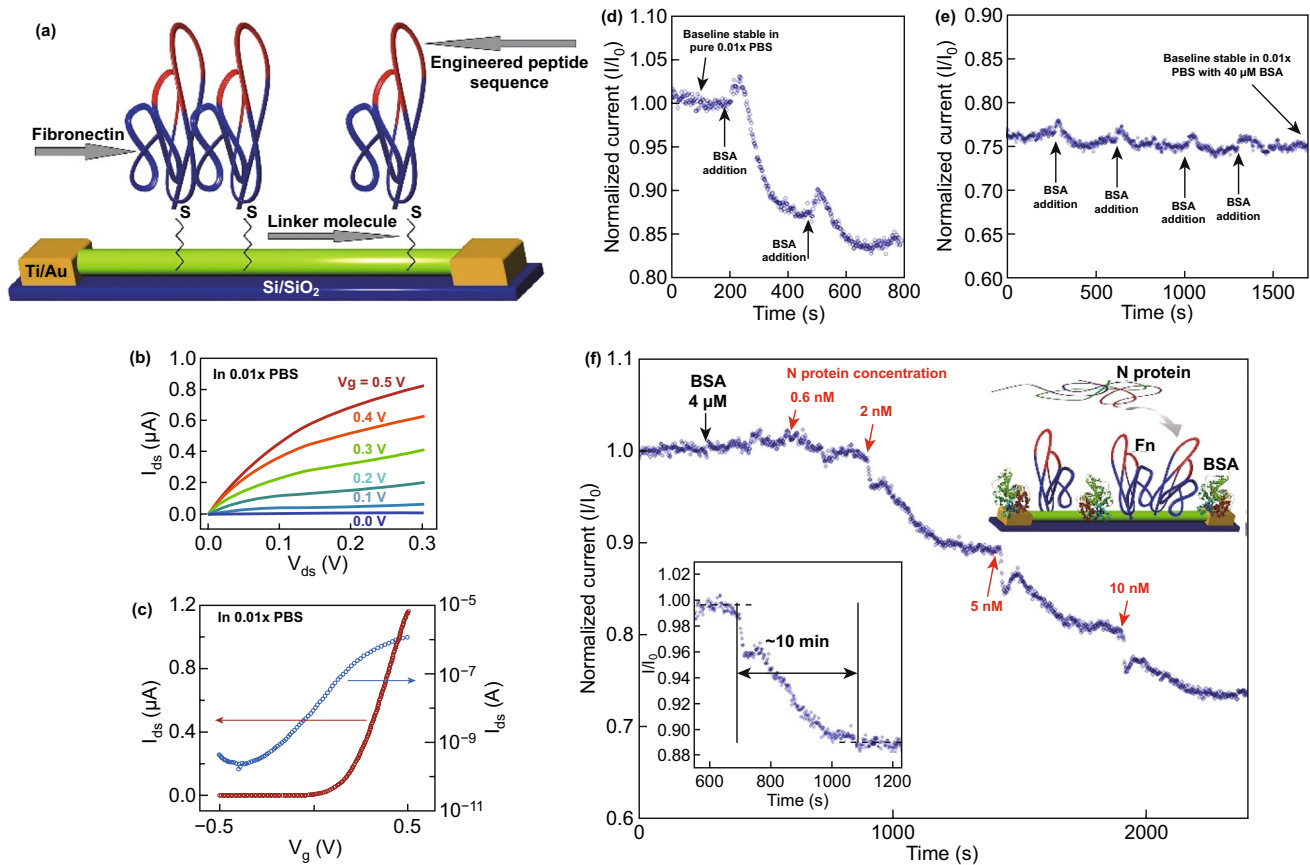 (a)
Engineered peptide
sequence
Fibronectin
S
S
S
Linker molecule
Ti/Au
Si/SiO₂
(b)
In 0.01x PBS
Vg = 0.5 V
0.4 V
0.3 V
0.2 V
0.1 V
0.0 V
1.0
0.8
0.6
0.4
0.2
0.0
I_ds (µA)
0.0
0.1
0.2
0.3
V_ds (V)
(c)
In 0.01x PBS
1.2
0.8
0.4
0.0
I_ds (µA)
10⁻⁵
10⁻⁷
10⁻⁹
10⁻¹¹
I_ds (A)
−0.5
0.5
V_g (V)
(d)
1.10
1.05
1.00
0.95
0.90
0.85
0.80
Normalized current (I/I₀)
Baseline stable in
pure 0.01x PBS
BSA
addition
BSA
addition
0
200
400
600
800
Time (s)
(e)
0.90
0.85
0.80
0.75
0.70
0.65
0.60
Normalized current (I/I₀)
Baseline stable in 0.01x
PBS with 40 µM BSA
BSA
addition
BSA
addition
BSA
addition
BSA
addition
0
500
1000
1500
Time (s)
(f)
1.1
1.0
0.9
0.8
0.7
0.6
Normalized current (I/I₀)
BSA
4 µM
N protein concentration
0.6 nM
2 nM
5 nM
10 nM
N protein
Fn
BSA
1.02
1.00
0.98
0.96
0.94
0.92
0.90
0.88
I/I₀
~10 min
600
800
1000
1200
Time (s)
0
1000
2000
Time (s)